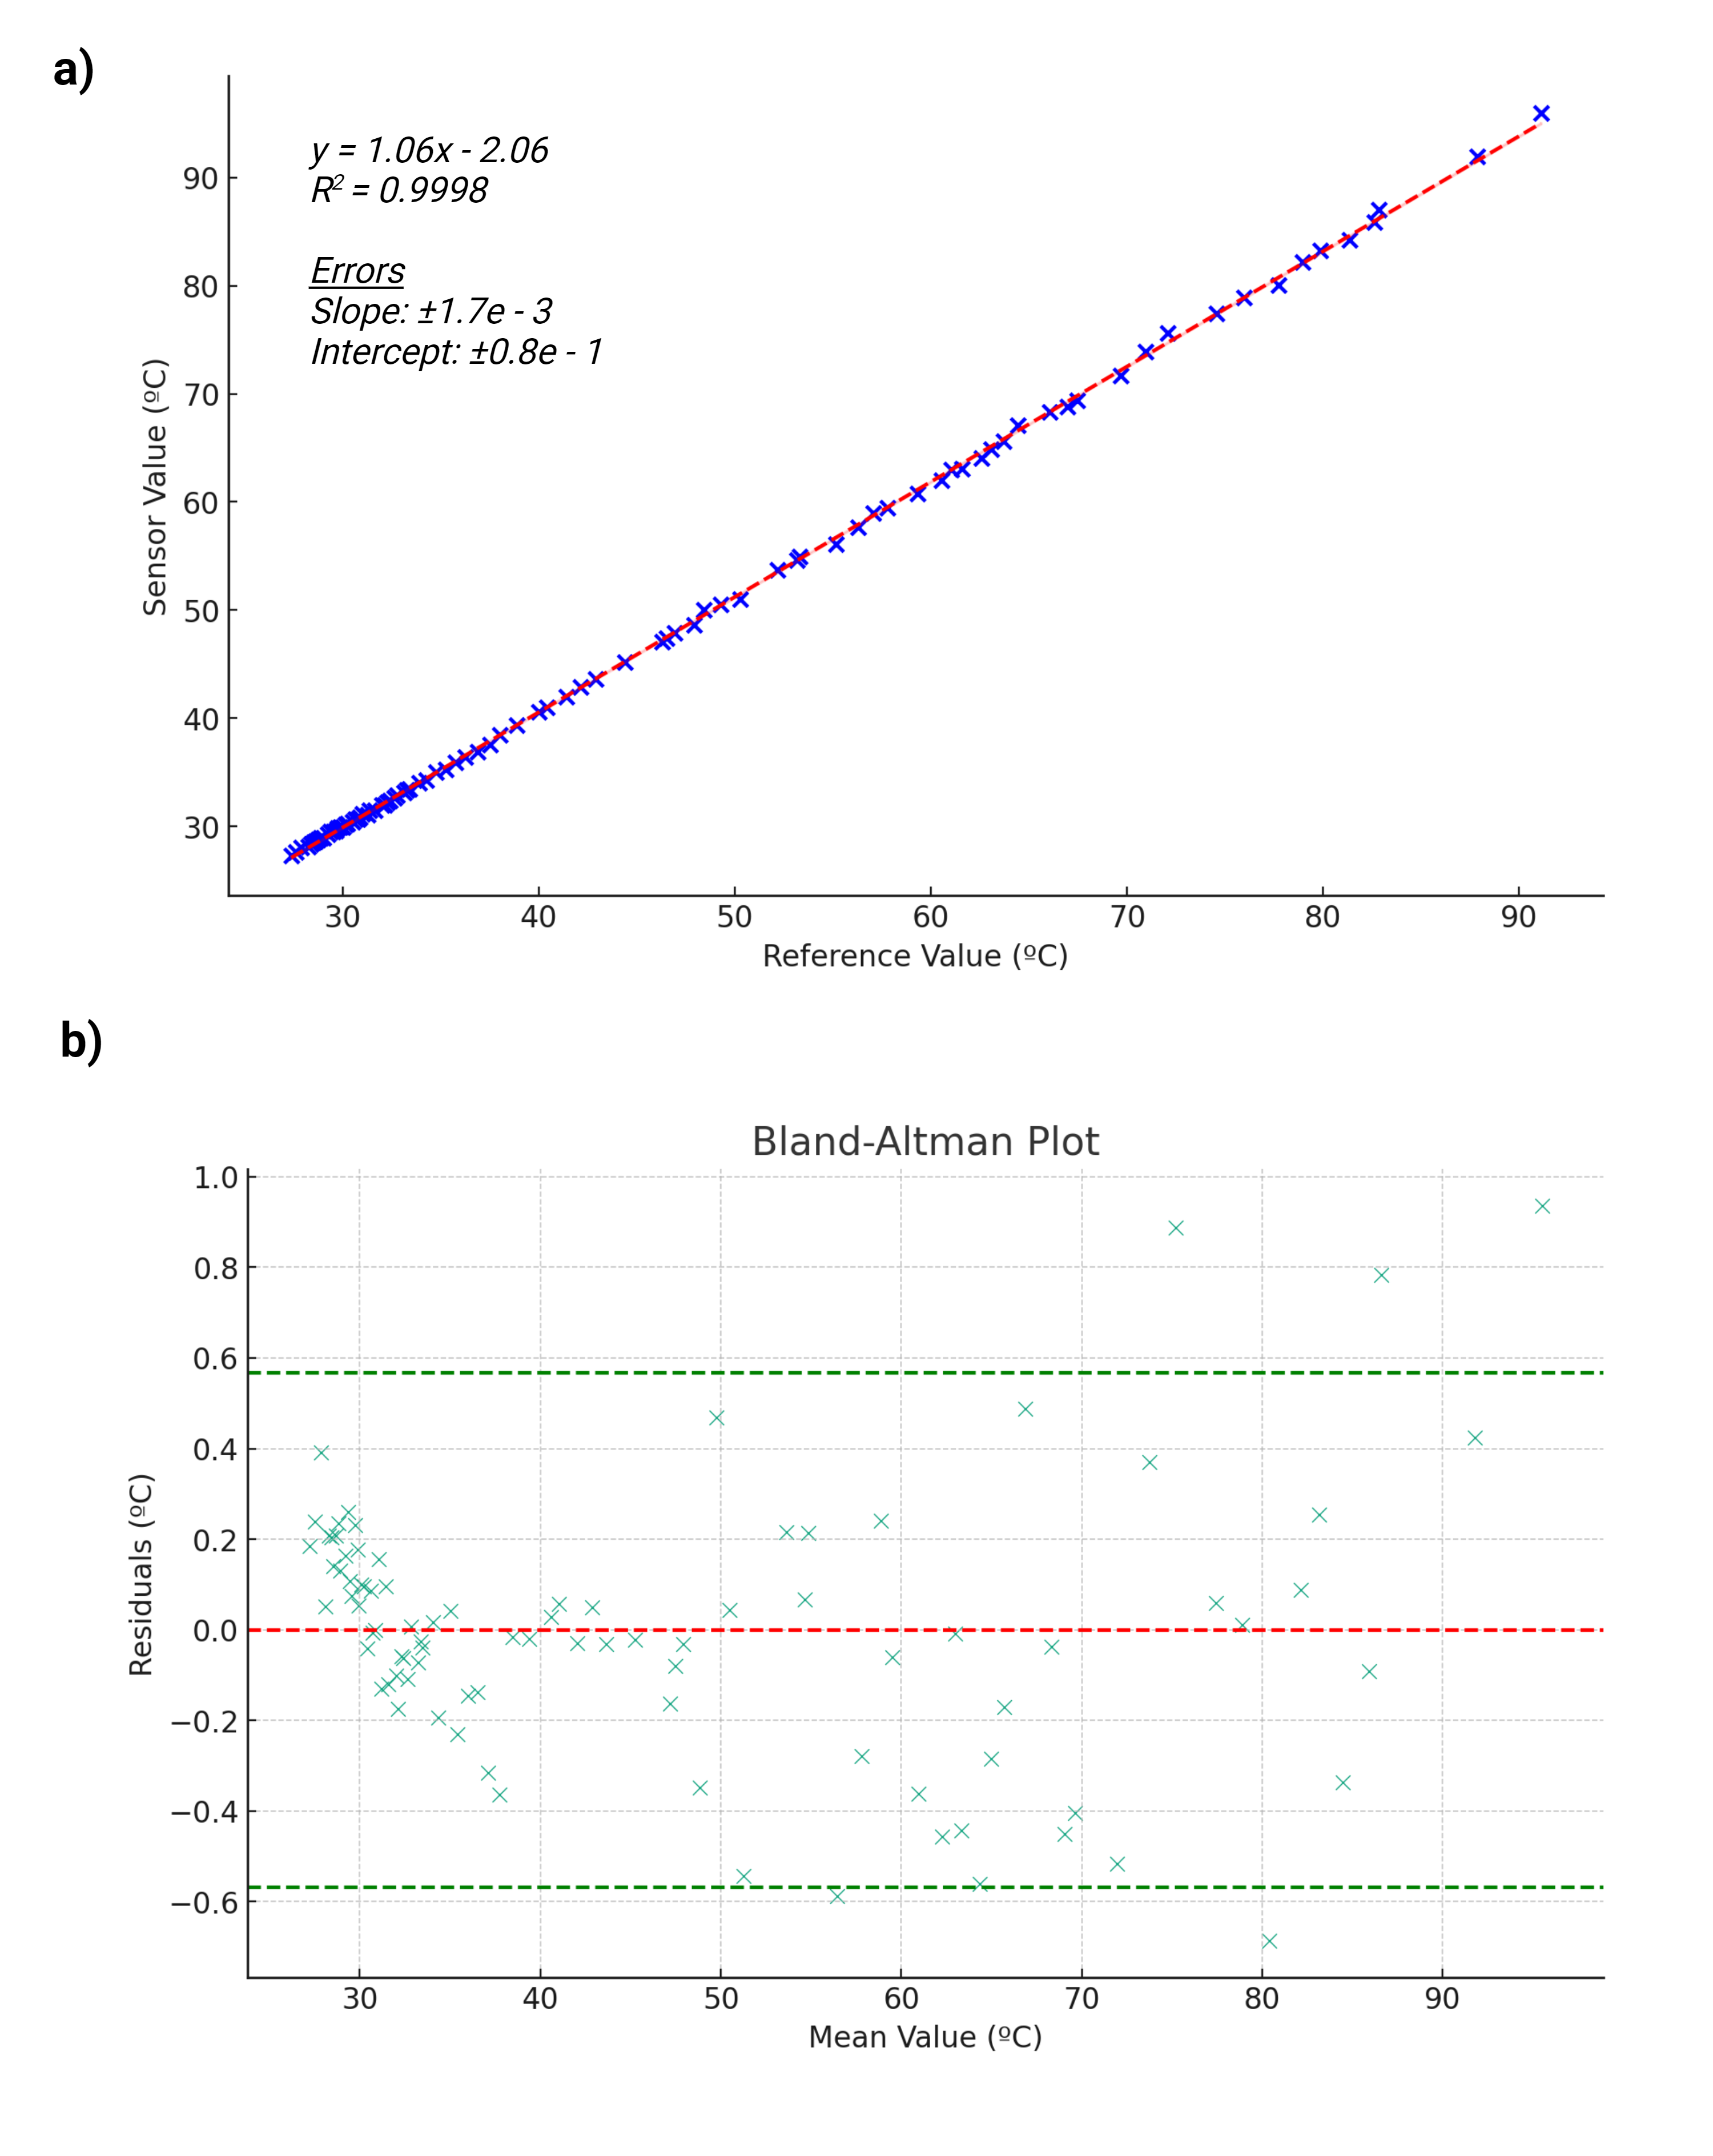 a)
y = 1.06x - 2.06
R² = 0.9998
Errors
Slope: ±1.7e - 3
Intercept: ±0.8e - 1
90
80
70
60
50
40
30
Sensor Value (ºC)
30 40 50 60 70 80 90
Reference Value (ºC)
b)
Bland-Altman Plot
1.0
0.8
0.6
0.4
0.2
0.0
−0.2
−0.4
−0.6
Residuals (ºC)
30 40 50 60 70 80 90
Mean Value (ºC)